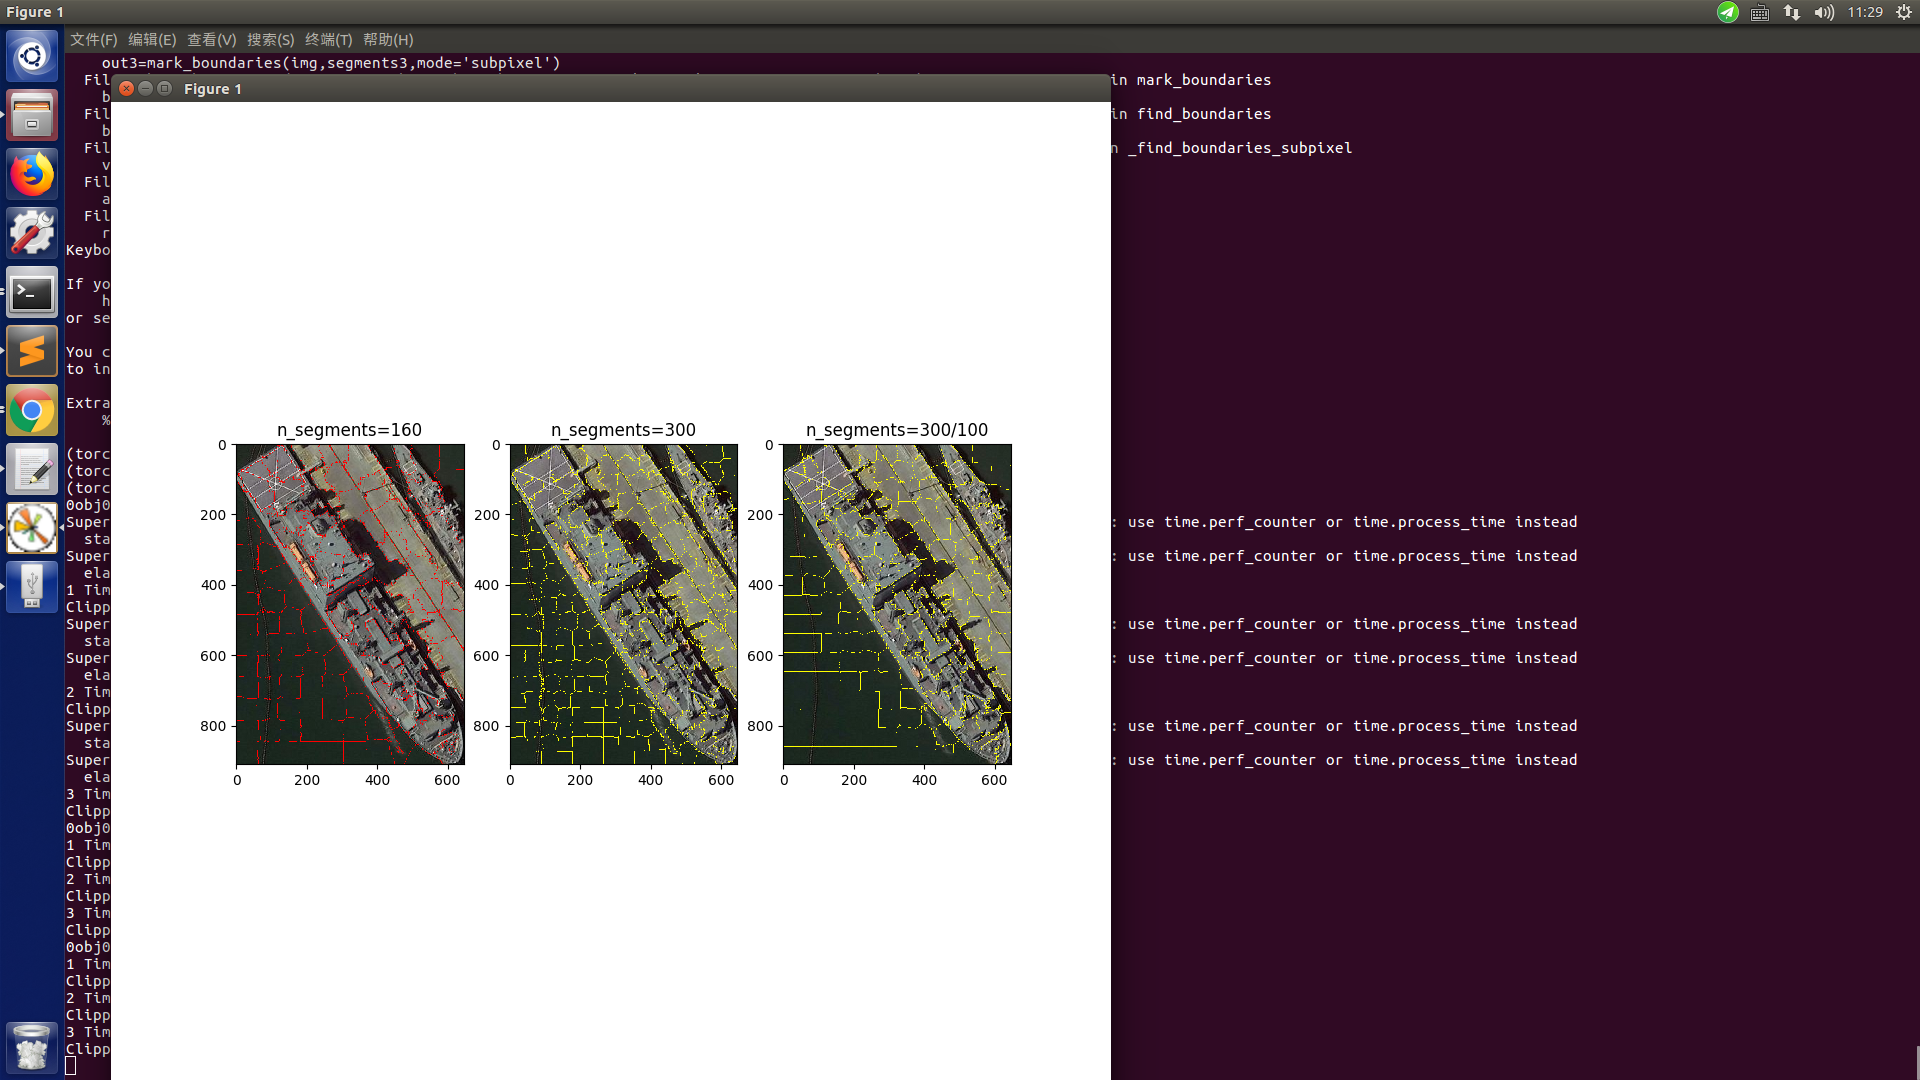 Figure 1
11:29
文件(F) 编辑(E) 查看(V) 搜索(S) 终端(T) 帮助(H)
out3=mark_boundaries(img,segments3,mode='subpixel')
Fil in mark_boundaries
b
Figure 1
Fil in find_boundaries
b
Fil n _find_boundaries_subpixel
v
Fil
a
Fil
r
Keybo
If yo
h
or se
You c
to in
Extra
%
n_segments=160
n_segments=300
n_segments=300/100
0
200
400
600
800
0 200 400 600
0
200
400
600
800
0 200 400 600
0
200
400
600
800
0 200 400 600
(torc
(torc
(torc
0obj0
Super : use time.perf_counter or time.process_time instead
sta
Super : use time.perf_counter or time.process_time instead
ela
1 Tim
Clipp
Super : use time.perf_counter or time.process_time instead
sta
Super : use time.perf_counter or time.process_time instead
ela
2 Tim
Clipp
Super : use time.perf_counter or time.process_time instead
sta
Super : use time.perf_counter or time.process_time instead
ela
3 Tim
Clipp
0obj0
1 Tim
Clipp
2 Tim
Clipp
3 Tim
Clipp
0obj0
1 Tim
Clipp
2 Tim
Clipp
3 Tim
Clipp